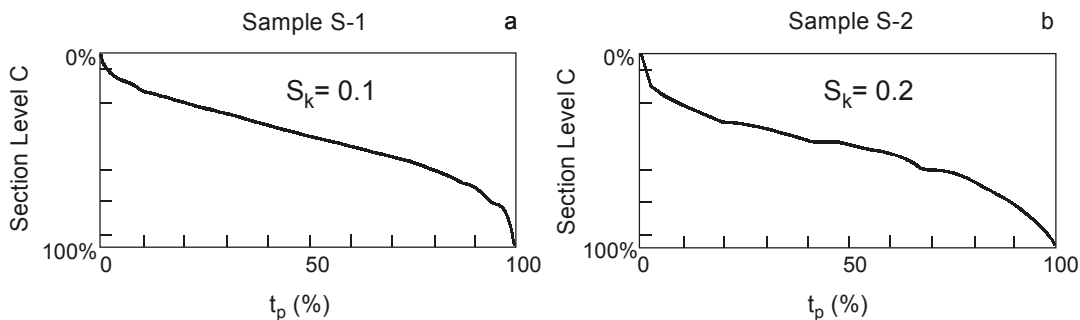 Sample S-1 a
0%
Section Level C
Sk= 0.1
100%
0 50 100
tp (%)
Sample S-2 b
0%
Section Level C
Sk= 0.2
100%
0 50 100
tp (%)